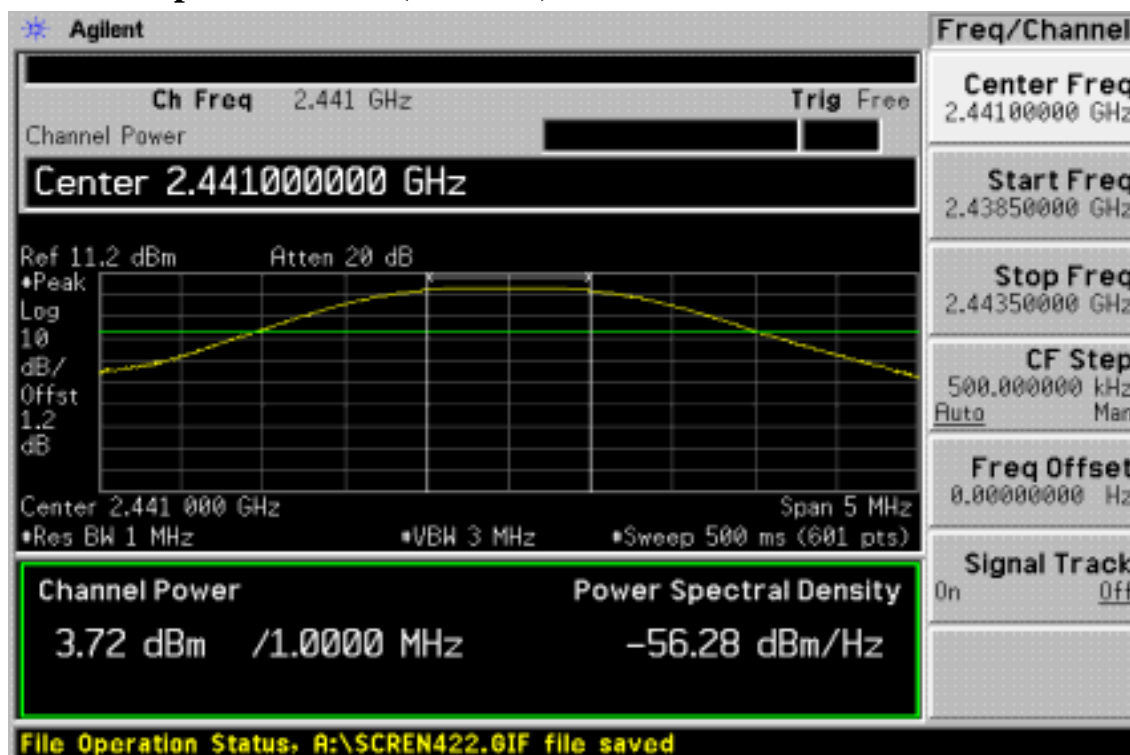 Agilent
Freq/Channel
Ch Freq 2.441 GHz Trig Free
Channel Power
Center 2.441000000 GHz
Ref 11.2 dBm Atten 20 dB
#Peak
Log
10
dB/
Offst
1.2
dB
Center 2.441 000 GHz Span 5 MHz
#Res BW 1 MHz #VBW 3 MHz #Sweep 500 ms (601 pts)
Channel Power Power Spectral Density
3.72 dBm /1.0000 MHz -56.28 dBm/Hz
File Operation Status, A:\SCREN422.GIF file saved
Center Freq
2.44100000 GHz
Start Freq
2.43850000 GHz
Stop Freq
2.44350000 GHz
CF Step
500.000000 kHz
Auto Man
Freq Offset
0.00000000 Hz
Signal Track
On Off